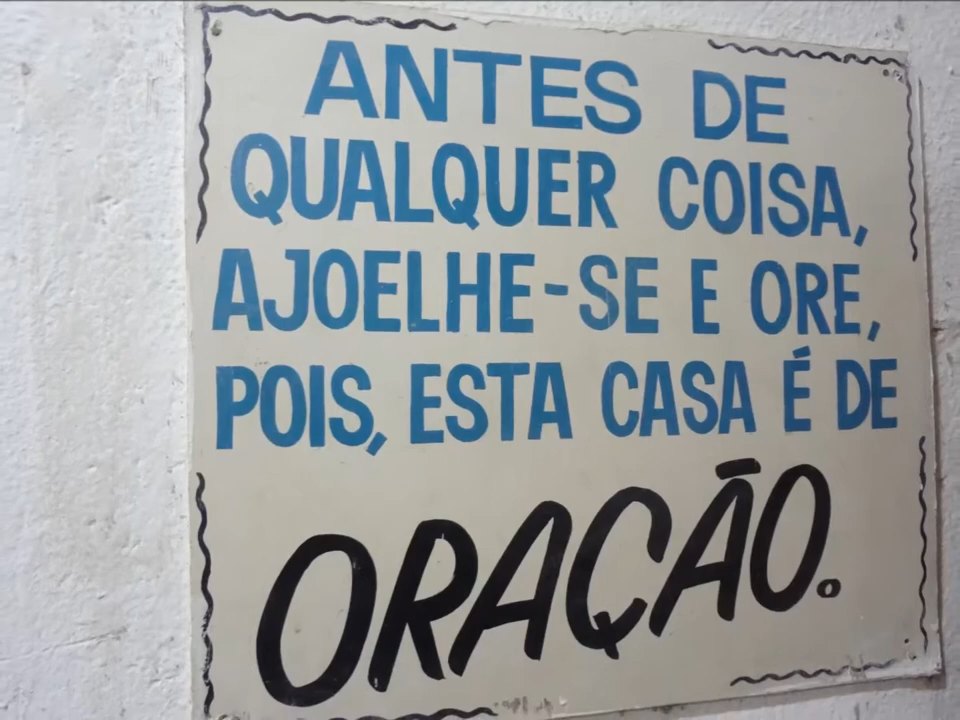 ANTES DE
QUALQUER COISA,
AJOELHE-SE E ORE,
POIS, ESTA CASA É DE
ORAÇÃO.